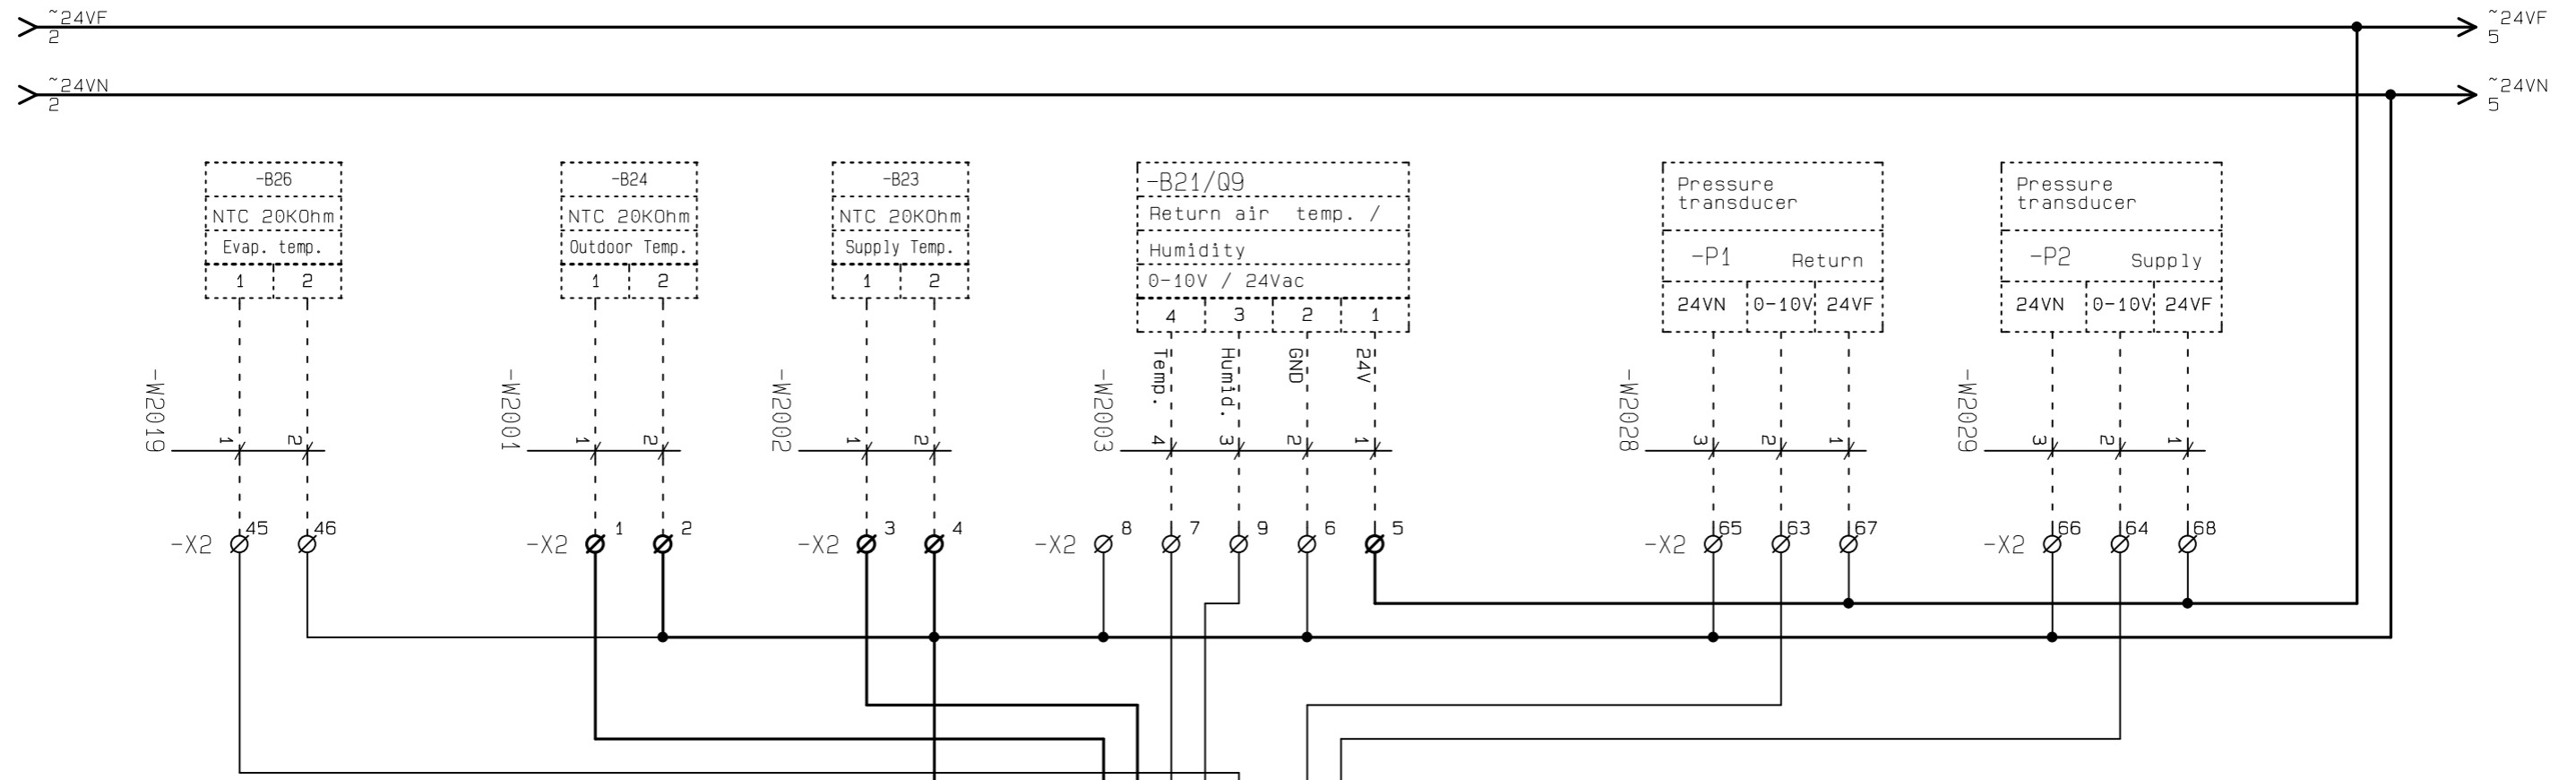 ~24VF
2
~24VF
5
~24VN
2
~24VN
5
-B26
NTC 20KOhm
Evap. temp.
1 2
-B24
NTC 20KOhm
Outdoor Temp.
1 2
-B23
NTC 20KOhm
Supply Temp.
1 2
-B21/Q9
Return air temp. /
Humidity
0-10V / 24Vac
4 3 2 1
Pressure
transducer
-P1 Return
24VN 0-10V 24VF
Pressure
transducer
-P2 Supply
24VN 0-10V 24VF
Temp.
Humid.
GND
24V
-W2019
1 2
-W2001
1 2
-W2002
1 2
-W2003
4 3 2 1
-W2028
3 2 1
-W2029
3 2 1
-X2 45 46
-X2 1 2
-X2 3 4
-X2 8 7 9 6 5
-X2 65 63 67
-X2 66 64 68